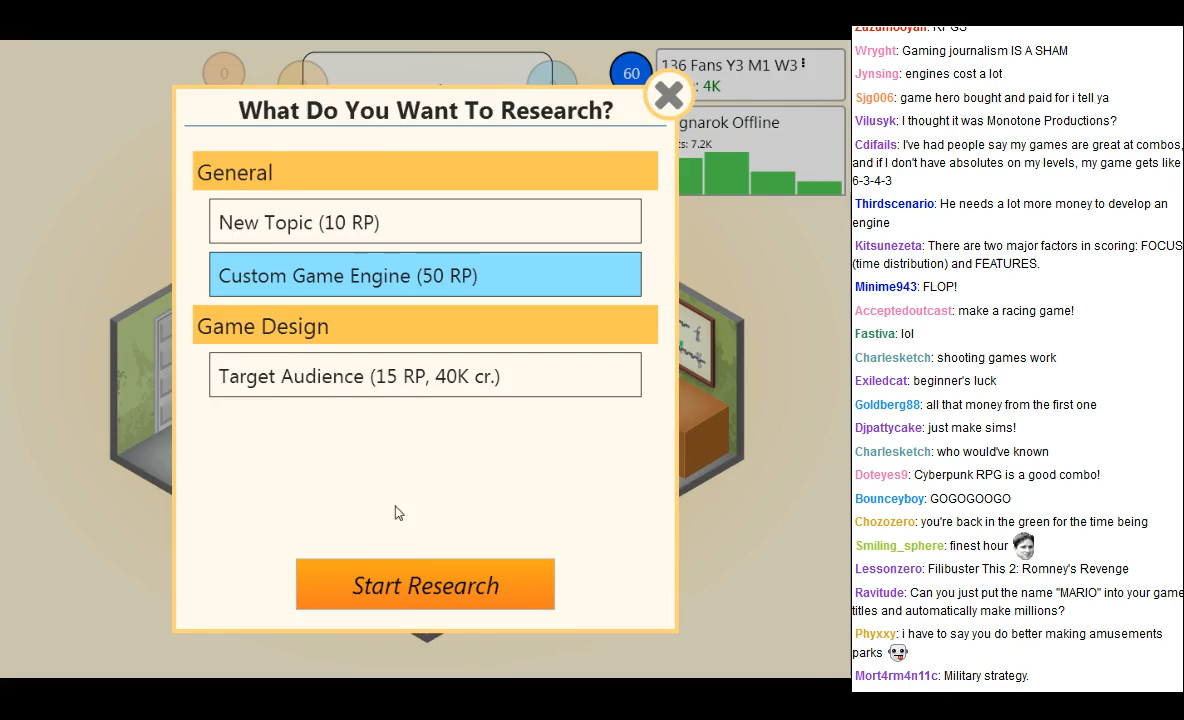 0
60
136 Fans Y3 M1 W3
: 4K
gnarok Offline
ts: 7.2K
What Do You Want To Research?
General
New Topic (10 RP)
Custom Game Engine (50 RP)
Game Design
Target Audience (15 RP, 40K cr.)
Start Research
Zuzumooyah: RPGS
Wryght: Gaming journalism IS A SHAM
Jynsing: engines cost a lot
Sjg006: game hero bought and paid for i tell ya
Vilusyk: I thought it was Monotone Productions?
Cdifails: I've had people say my games are great at combos,
and if I don't have absolutes on my levels, my game gets like
6-3-4-3
Thirdscenario: He needs a lot more money to develop an
engine
Kitsunezeta: There are two major factors in scoring: FOCUS
(time distribution) and FEATURES.
Minime943: FLOP!
Acceptedoutcast: make a racing game!
Fastiva: lol
Charlesketch: shooting games work
Exiledcat: beginner's luck
Goldberg88: all that money from the first one
Djpattycake: just make sims!
Charlesketch: who would've known
Doteyes9: Cyberpunk RPG is a good combo!
Bounceyboy: GOGOGOOGO
Chozozero: you're back in the green for the time being
Smiling_sphere: finest hour
Lessonzero: Filibuster This 2: Romney's Revenge
Ravitude: Can you just put the name "MARIO" into your game
titles and automatically make millions?
Phyxxy: i have to say you do better making amusements
parks
Mort4rm4n11c: Military strategy.